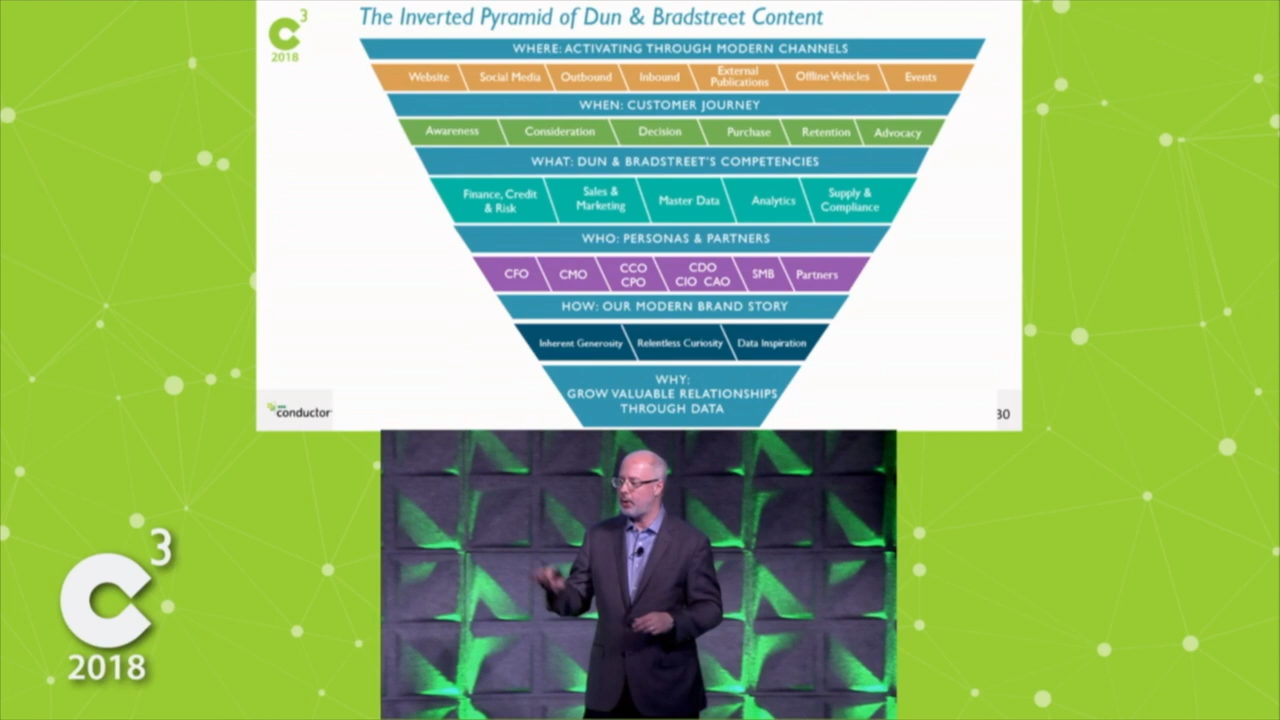 C3
2018
The Inverted Pyramid of Dun & Bradstreet Content
WHERE: ACTIVATING THROUGH MODERN CHANNELS
Website
Social Media
Outbound
Inbound
External
Publications
Offline Vehicles
Events
WHEN: CUSTOMER JOURNEY
Awareness
Consideration
Decision
Purchase
Retention
Advocacy
WHAT: DUN & BRADSTREET'S COMPETENCIES
Finance, Credit
& Risk
Sales &
Marketing
Master Data
Analytics
Supply &
Compliance
WHO: PERSONAS & PARTNERS
CFO
CMO
CCO
CPO
CDO
CIO CAO
SMB
Partners
HOW: OUR MODERN BRAND STORY
Inherent Generosity
Relentless Curiosity
Data Inspiration
WHY:
GROW VALUABLE RELATIONSHIPS
THROUGH DATA
conductor
30
C3
2018